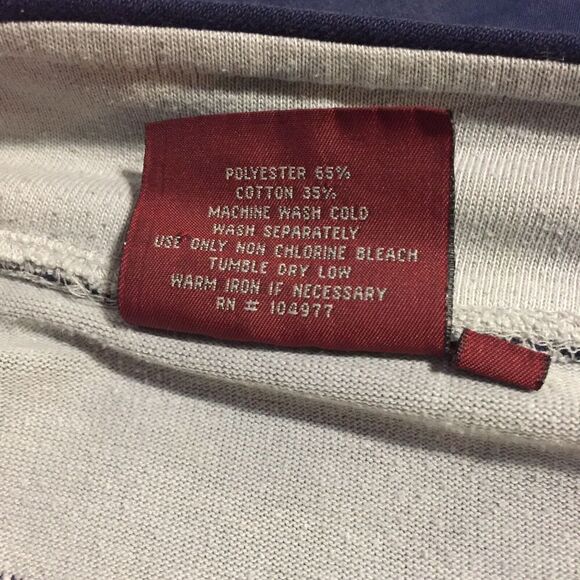 POLYESTER 65%
COTTON 35%
MACHINE WASH COLD
WASH SEPARATELY
USE ONLY NON CHLORINE BLEACH
TUMBLE DRY LOW
WARM IRON IF NECESSARY
RN # 104977